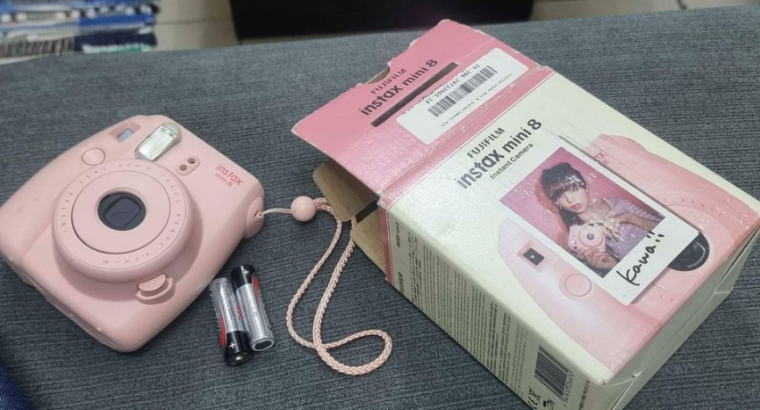 FUJIFILM
instax mini 8
FUJIFILM
instax mini 8
Instant Camera
kawaii
instax
mini 8